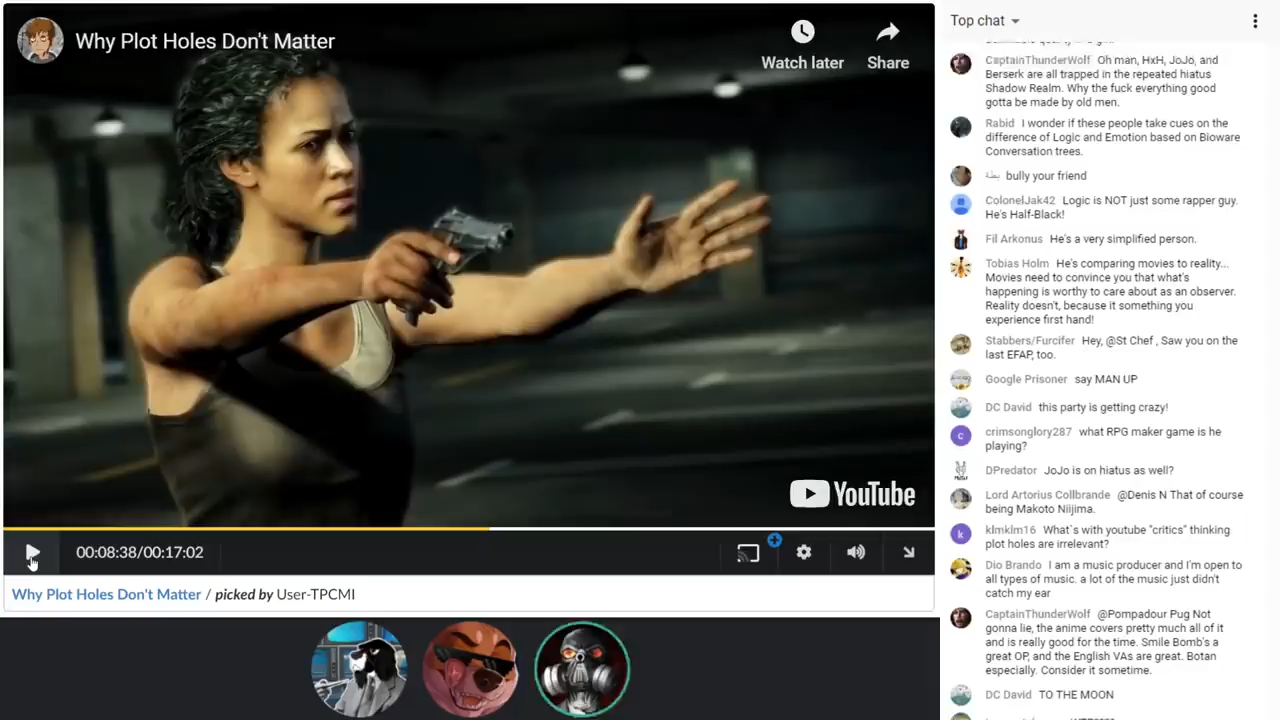 Why Plot Holes Don't Matter
Watch later
Share
YouTube
00:08:38/00:17:02
Why Plot Holes Don't Matter / picked by User-TPCMI
Top chat
CaptainThunderWolf Oh man, HxH, JoJo, and
Berserk are all trapped in the repeated hiatus
Shadow Realm. Why the fuck everything good
gotta be made by old men.
Rabid I wonder if these people take cues on the
difference of Logic and Emotion based on Bioware
Conversation trees.
بطة bully your friend
ColonelJak42 Logic is NOT just some rapper guy.
He's Half-Black!
Fil Arkonus He's a very simplified person.
Tobias Holm He's comparing movies to reality...
Movies need to convince you that what's
happening is worthy to care about as an observer.
Reality doesn't, because it something you
experience first hand!
Stabbers/Furcifer Hey, @St Chef , Saw you on the
last EFAP, too.
Google Prisoner say MAN UP
DC David this party is getting crazy!
c
crimsonglory287 what RPG maker game is he
playing?
DPredator JoJo is on hiatus as well?
Lord Artorius Collbrande @Denis N That of course
being Makoto Niijima.
k
klmklm16 What`s with youtube "critics" thinking
plot holes are irrelevant?
Dio Brando I am a music producer and I'm open to
all types of music. a lot of the music just didn't
catch my ear
CaptainThunderWolf @Pompadour Pug Not
gonna lie, the anime covers pretty much all of it
and is really good for the time. Smile Bomb's a
great OP, and the English VAs are great. Botan
especially. Consider it sometime.
DC David TO THE MOON